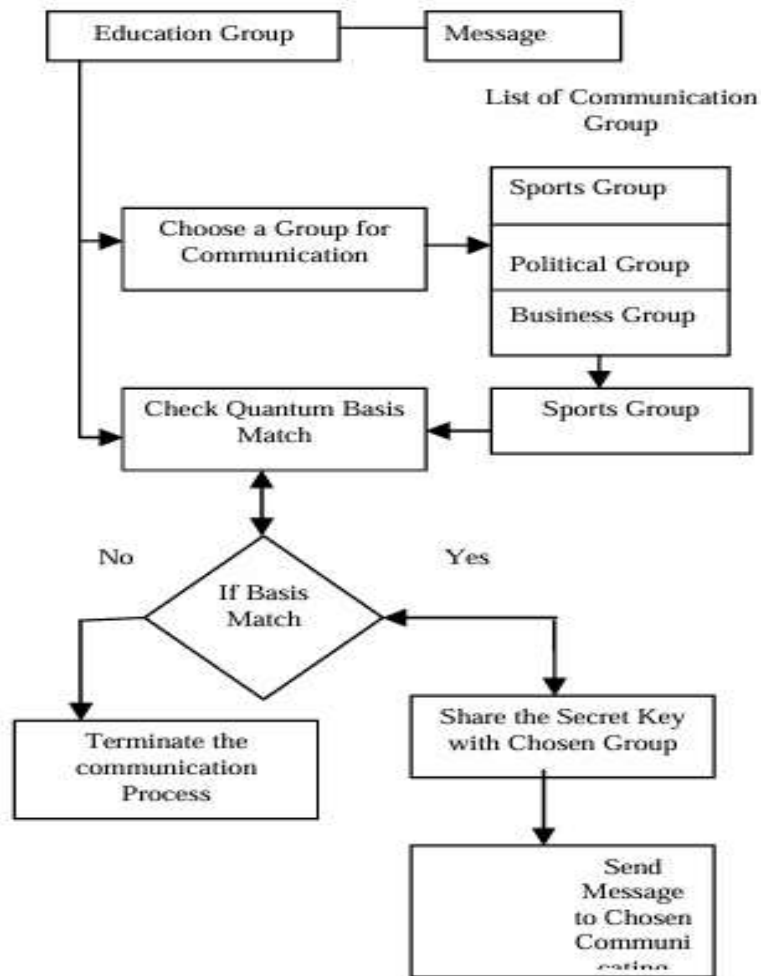 Education Group
Message
List of Communication
Group
Choose a Group for
Communication
Sports Group
Political Group
Business Group
Check Quantum Basis
Match
Sports Group
No
Yes
If Basis
Match
Terminate the
communication
Process
Share the Secret Key
with Chosen Group
Send
Message
to Chosen
Communi
cating